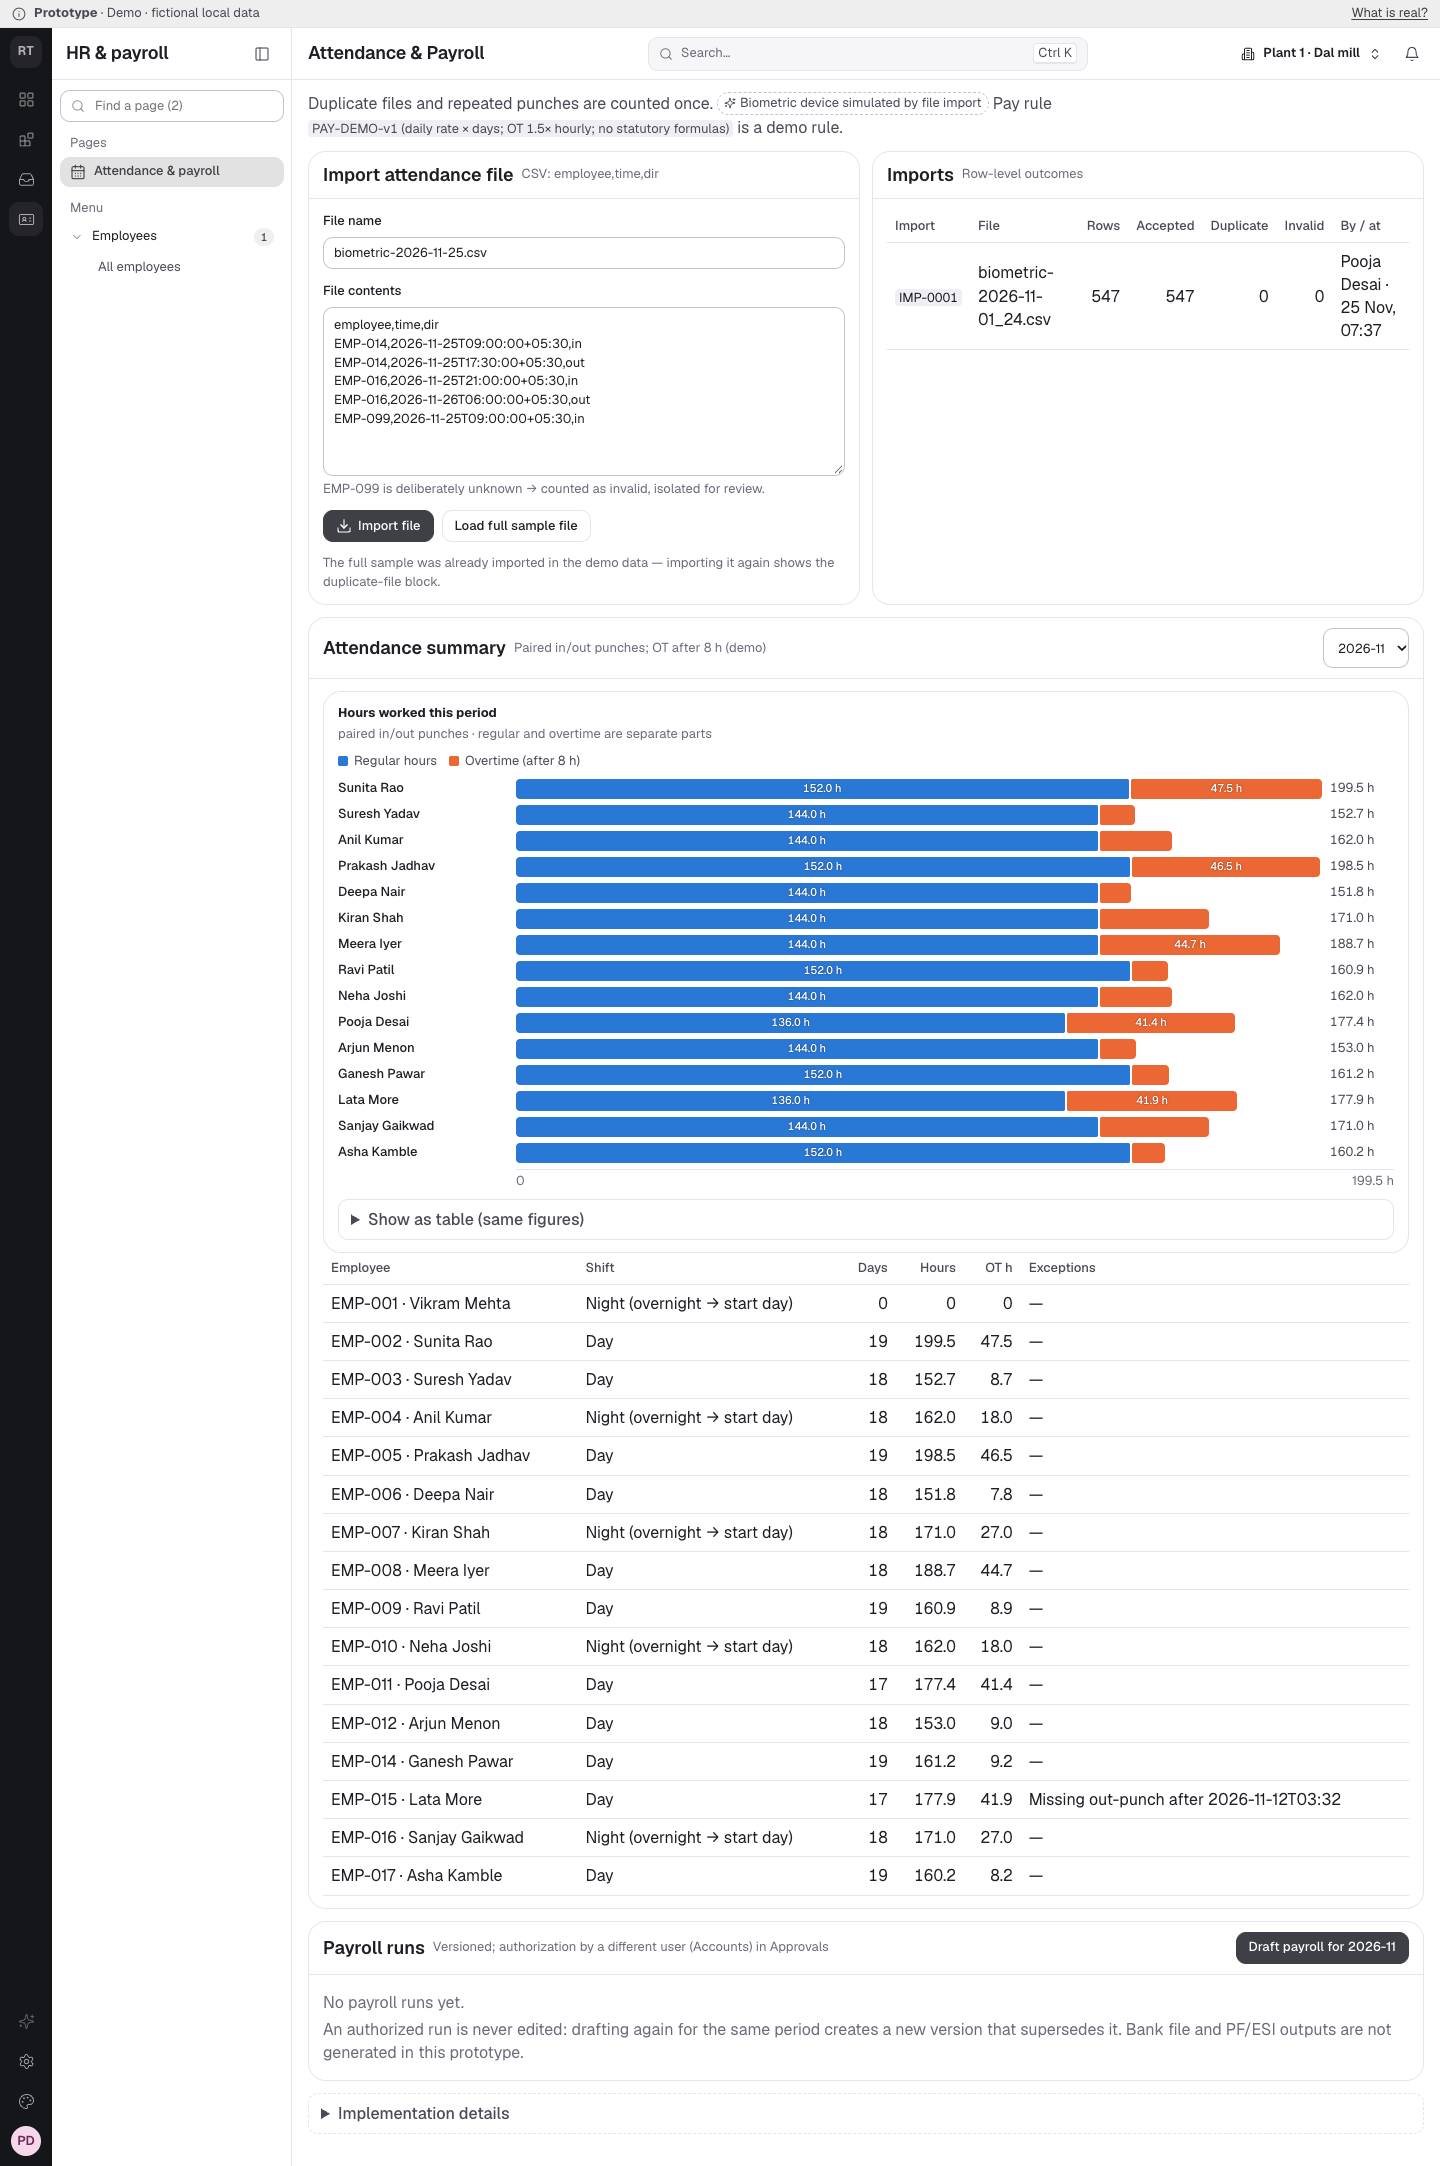 Prototype · Demo · fictional local data
What is real?
RT
HR & payroll
Find a page (2)
Pages
Attendance & payroll
Menu
Employees
1
All employees
PD
Attendance & Payroll
Search...
Ctrl K
Plant 1 · Dal mill
Duplicate files and repeated punches are counted once. Biometric device simulated by file import Pay rule
PAY-DEMO-v1 (daily rate × days; OT 1.5× hourly; no statutory formulas) is a demo rule.
Import attendance file CSV: employee,time,dir
File name
biometric-2026-11-25.csv
File contents
employee,time,dir
EMP-014,2026-11-25T09:00:00+05:30,in
EMP-014,2026-11-25T17:30:00+05:30,out
EMP-016,2026-11-25T21:00:00+05:30,in
EMP-016,2026-11-26T06:00:00+05:30,out
EMP-099,2026-11-25T09:00:00+05:30,in
EMP-099 is deliberately unknown → counted as invalid, isolated for review.
Import file
Load full sample file
The full sample was already imported in the demo data — importing it again shows the
duplicate-file block.
Imports Row-level outcomes
Import File Rows Accepted Duplicate Invalid By / at
IMP-0001 biometric-2026-11-01_24.csv 547 547 0 0 Pooja Desai · 25 Nov, 07:37
Attendance summary Paired in/out punches; OT after 8 h (demo)
2026-11
Hours worked this period
paired in/out punches · regular and overtime are separate parts
Regular hours Overtime (after 8 h)
Sunita Rao 152.0 h 47.5 h 199.5 h
Suresh Yadav 144.0 h 152.7 h
Anil Kumar 144.0 h 162.0 h
Prakash Jadhav 152.0 h 46.5 h 198.5 h
Deepa Nair 144.0 h 151.8 h
Kiran Shah 144.0 h 171.0 h
Meera Iyer 144.0 h 44.7 h 188.7 h
Ravi Patil 152.0 h 160.9 h
Neha Joshi 144.0 h 162.0 h
Pooja Desai 136.0 h 41.4 h 177.4 h
Arjun Menon 144.0 h 153.0 h
Ganesh Pawar 152.0 h 161.2 h
Lata More 136.0 h 41.9 h 177.9 h
Sanjay Gaikwad 144.0 h 171.0 h
Asha Kamble 152.0 h 160.2 h
0 199.5 h
Show as table (same figures)
Employee Shift Days Hours OT h Exceptions
EMP-001 · Vikram Mehta Night (overnight → start day) 0 0 0 —
EMP-002 · Sunita Rao Day 19 199.5 47.5 —
EMP-003 · Suresh Yadav Day 18 152.7 8.7 —
EMP-004 · Anil Kumar Night (overnight → start day) 18 162.0 18.0 —
EMP-005 · Prakash Jadhav Day 19 198.5 46.5 —
EMP-006 · Deepa Nair Day 18 151.8 7.8 —
EMP-007 · Kiran Shah Night (overnight → start day) 18 171.0 27.0 —
EMP-008 · Meera Iyer Day 18 188.7 44.7 —
EMP-009 · Ravi Patil Day 19 160.9 8.9 —
EMP-010 · Neha Joshi Night (overnight → start day) 18 162.0 18.0 —
EMP-011 · Pooja Desai Day 17 177.4 41.4 —
EMP-012 · Arjun Menon Day 18 153.0 9.0 —
EMP-014 · Ganesh Pawar Day 19 161.2 9.2 —
EMP-015 · Lata More Day 17 177.9 41.9 Missing out-punch after 2026-11-12T03:32
EMP-016 · Sanjay Gaikwad Night (overnight → start day) 18 171.0 27.0 —
EMP-017 · Asha Kamble Day 19 160.2 8.2 —
Payroll runs Versioned; authorization by a different user (Accounts) in Approvals
Draft payroll for 2026-11
No payroll runs yet.
An authorized run is never edited: drafting again for the same period creates a new version that supersedes it. Bank file and PF/ESI outputs are not
generated in this prototype.
Implementation details